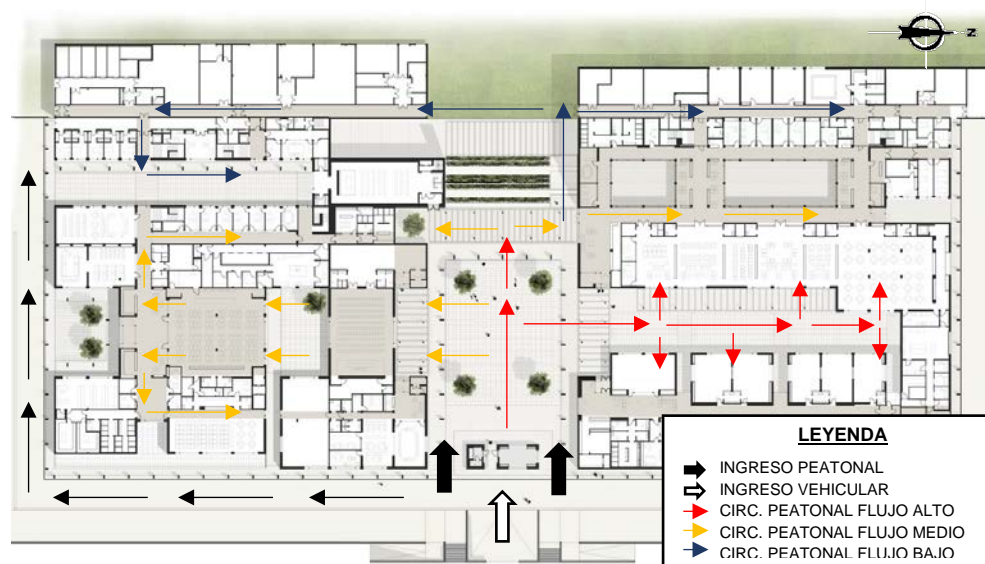 N
LEYENDA
INGRESO PEATONAL
INGRESO VEHICULAR
CIRC. PEATONAL FLUJO ALTO
CIRC. PEATONAL FLUJO MEDIO
CIRC. PEATONAL FLUJO BAJO